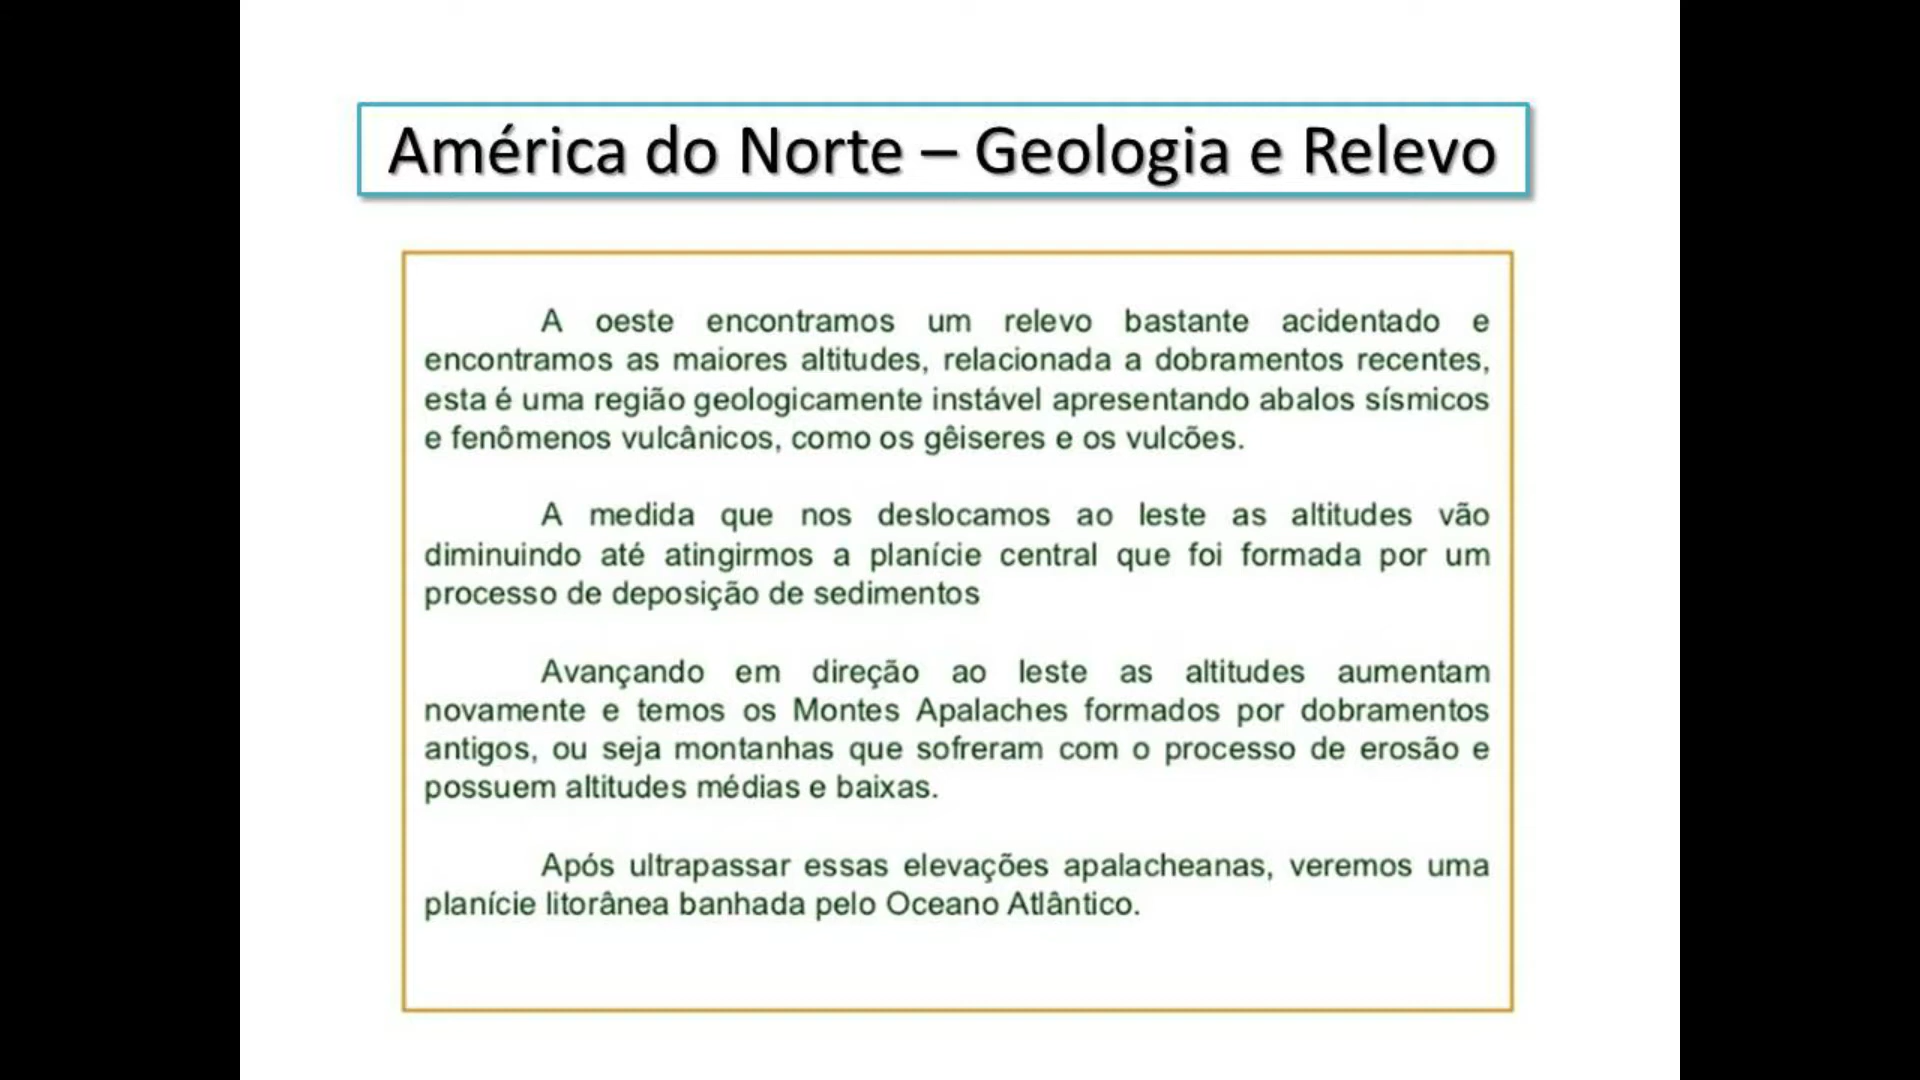 América do Norte – Geologia e Relevo
A oeste encontramos um relevo bastante acidentado e
encontramos as maiores altitudes, relacionada a dobramentos recentes,
esta é uma região geologicamente instável apresentando abalos sísmicos
e fenômenos vulcânicos, como os gêiseres e os vulcões.
A medida que nos deslocamos ao leste as altitudes vão
diminuindo até atingirmos a planície central que foi formada por um
processo de deposição de sedimentos
Avançando em direção ao leste as altitudes aumentam
novamente e temos os Montes Apalaches formados por dobramentos
antigos, ou seja montanhas que sofreram com o processo de erosão e
possuem altitudes médias e baixas.
Após ultrapassar essas elevações apalacheanas, veremos uma
planície litorânea banhada pelo Oceano Atlântico.